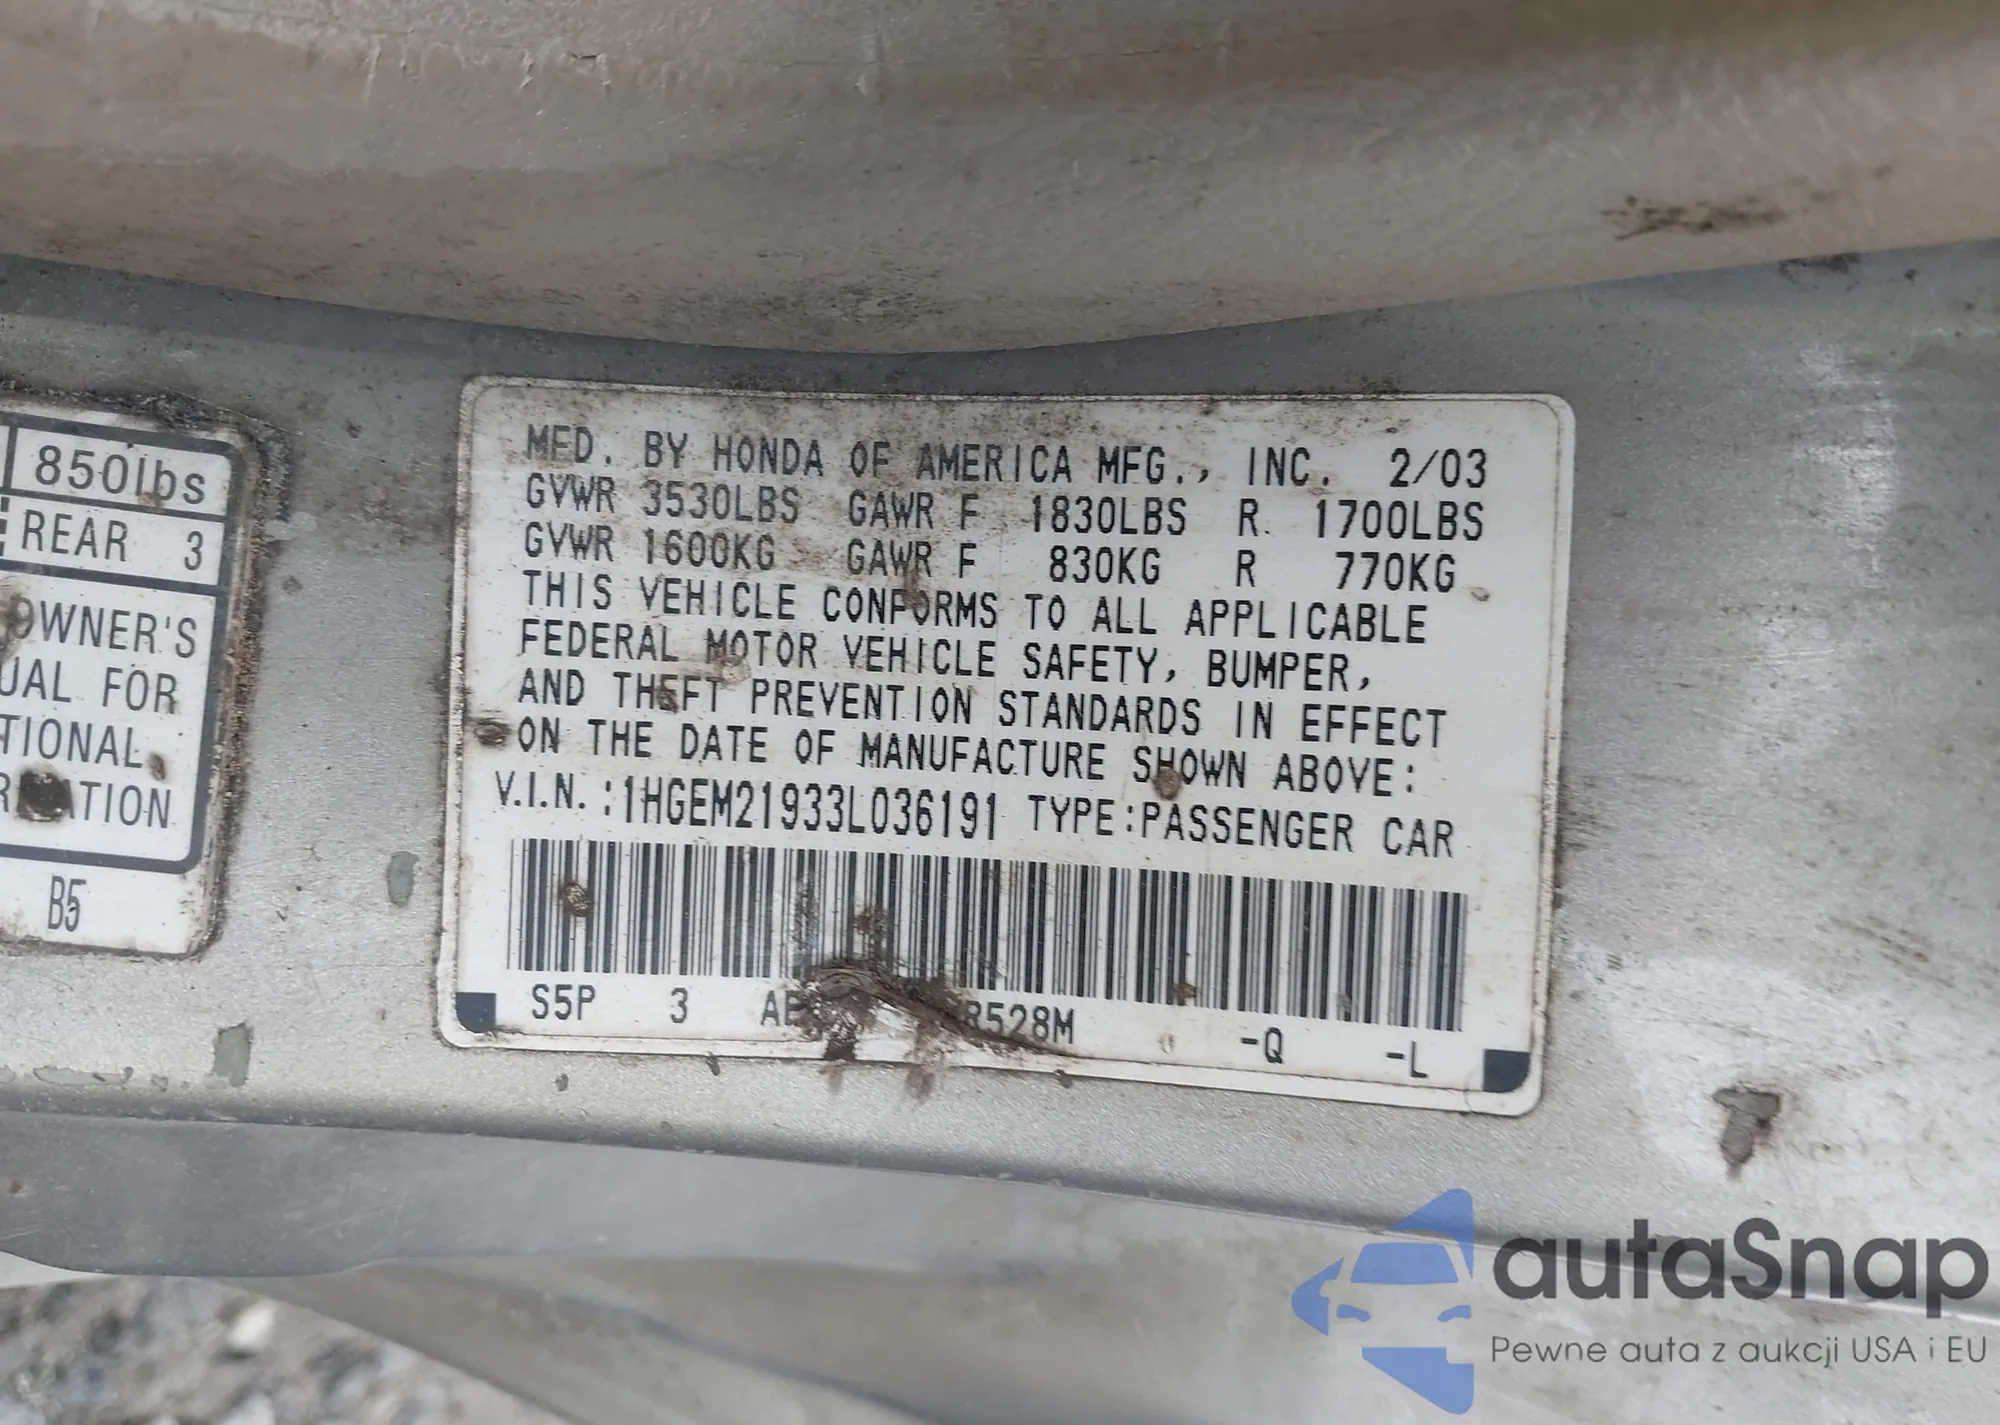 850lbs
REAR 3
OWNER'S
UAL FOR
TIONAL
TION
B5
MFD. BY HONDA OF AMERICA MFG., INC. 2/03
GVWR 3530LBS GAWR F 1830LBS R 1700LBS
GVWR 1600KG GAWR F 830KG R 770KG
THIS VEHICLE CONFORMS TO ALL APPLICABLE
FEDERAL MOTOR VEHICLE SAFETY, BUMPER,
AND THEFT PREVENTION STANDARDS IN EFFECT
ON THE DATE OF MANUFACTURE SHOWN ABOVE:
V.I.N.:1HGEM21933L036191 TYPE:PASSENGER CAR
S5P 3 528M -Q -L
autaSnap
Pewne auta z aukcji USA i EU